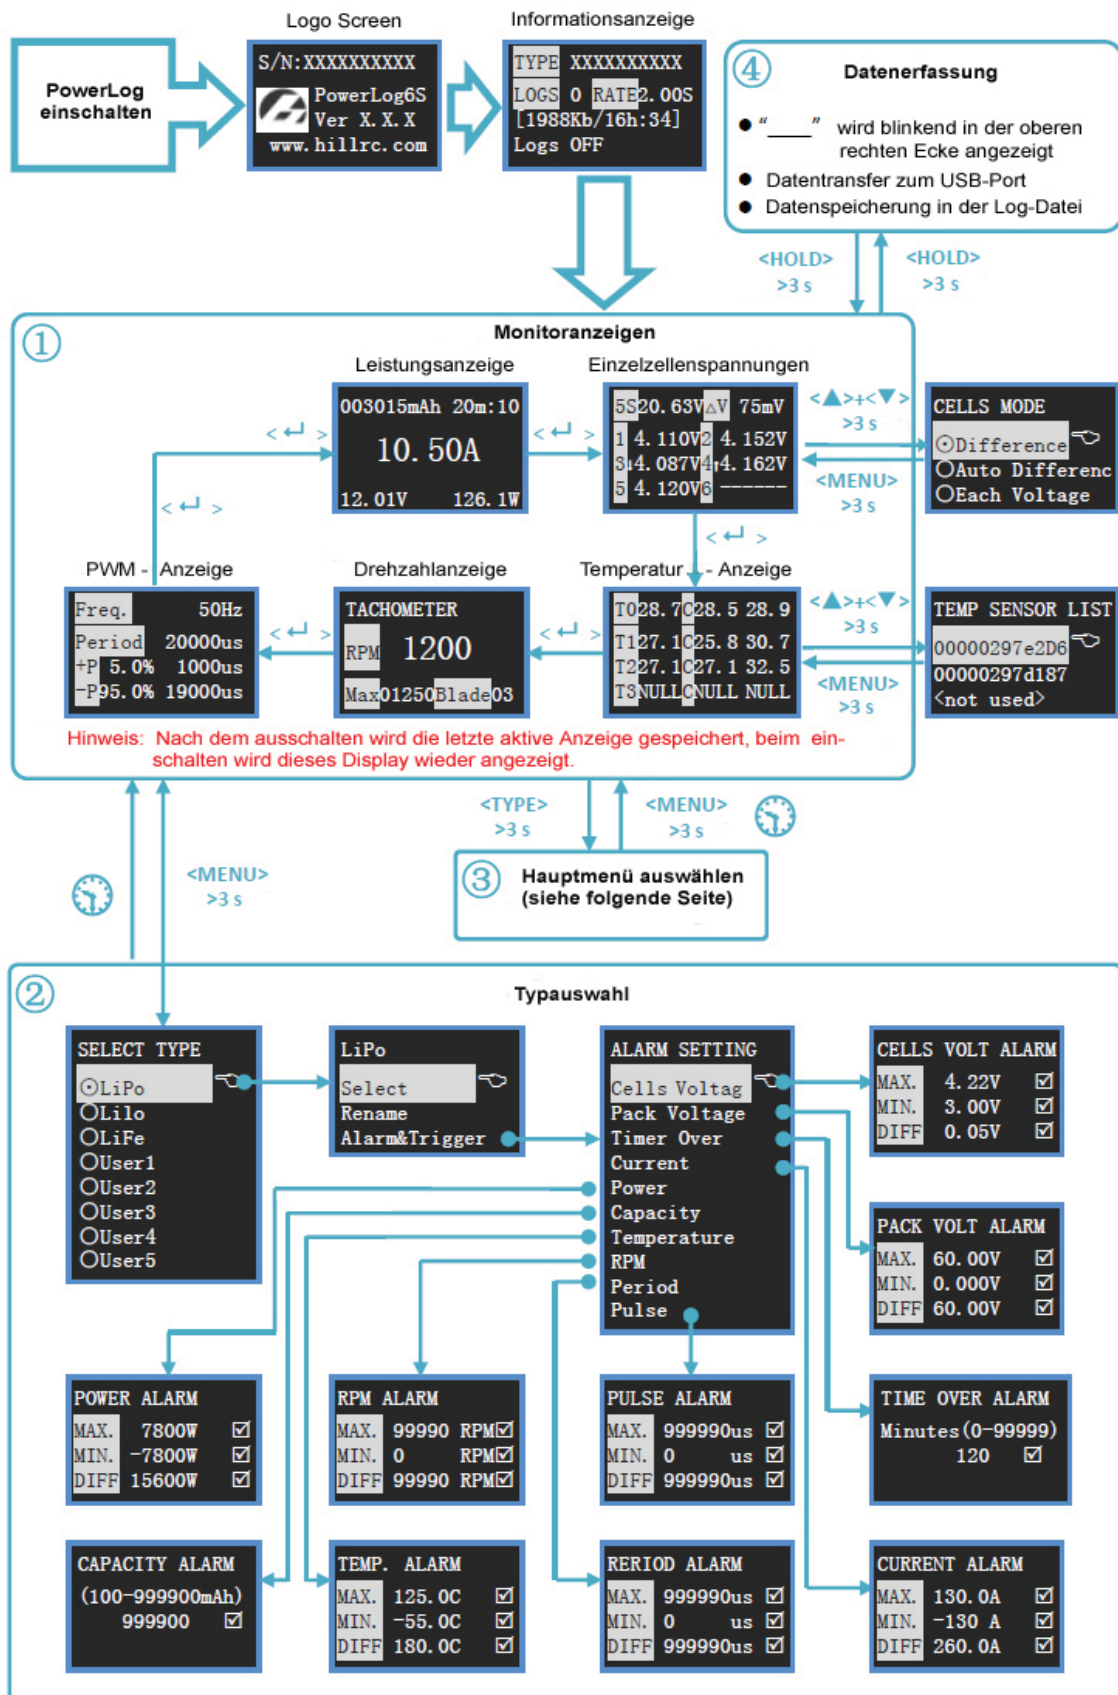 Logo Screen
Informationsanzeige
PowerLog
einschalten
S/N:XXXXXXXXXX
PowerLog6S
Ver X.X.X
www.hillrc.com
TYPE XXXXXXXXXX
LOGS 0 RATE2.00S
[1988Kb/16h:34]
Logs OFF
④ Datenerfassung
● “____” wird blinkend in der oberen
rechten Ecke angezeigt
● Datentransfer zum USB-Port
● Datenspeicherung in der Log-Datei
<HOLD>
>3 s
<HOLD>
>3 s
① Monitoranzeigen
Leistungsanzeige
Einzelzellenspannungen
003015mAh 20m:10
10.50A
12.01V 126.1W
5S20.63V△V 75mV
1 4.110V2 4.152V
3↓4.087V4↑4.162V
5 4.120V6 ------
<▲>+<▼>
>3 s
<MENU>
>3 s
CELLS MODE
⊙Difference
○Auto Differenc
○Each Voltage
< ↵ >
< ↵ >
< ↵ >
< ↵ >
PWM - Anzeige
Drehzahlanzeige
Temperatur - Anzeige
Freq. 50Hz
Period 20000us
+P 5.0% 1000us
-P95.0% 19000us
< ↵ >
TACHOMETER
RPM 1200
Max01250Blade03
< ↵ >
T028.7C28.5 28.9
T127.1C25.8 30.7
T227.1C27.1 32.5
T3NULLCNULL NULL
<▲>+<▼>
>3 s
<MENU>
>3 s
TEMP SENSOR LIST
00000297e2D6
00000297d187
<not used>
Hinweis: Nach dem ausschalten wird die letzte aktive Anzeige gespeichert, beim ein-
schalten wird dieses Display wieder angezeigt.
<TYPE>
>3 s
<MENU>
>3 s
<MENU>
>3 s
③ Hauptmenü auswählen
(siehe folgende Seite)
② Typauswahl
SELECT TYPE
⊙LiPo
○LiIo
○LiFe
○User1
○User2
○User3
○User4
○User5
LiPo
Select
Rename
Alarm&Trigger
ALARM SETTING
Cells Voltag
Pack Voltage
Timer Over
Current
Power
Capacity
Temperature
RPM
Period
Pulse
CELLS VOLT ALARM
MAX. 4.22V ☑
MIN. 3.00V ☑
DIFF 0.05V ☑
PACK VOLT ALARM
MAX. 60.00V ☑
MIN. 0.000V ☑
DIFF 60.00V ☑
POWER ALARM
MAX. 7800W ☑
MIN. -7800W ☑
DIFF 15600W ☑
RPM ALARM
MAX. 99990 RPM☑
MIN. 0 RPM☑
DIFF 99990 RPM☑
PULSE ALARM
MAX. 999990us ☑
MIN. 0 us ☑
DIFF 999990us ☑
TIME OVER ALARM
Minutes(0-99999)
120 ☑
CAPACITY ALARM
(100-999900mAh)
999900 ☑
TEMP. ALARM
MAX. 125.0C ☑
MIN. -55.0C ☑
DIFF 180.0C ☑
RERIOD ALARM
MAX. 999990us ☑
MIN. 0 us ☑
DIFF 999990us ☑
CURRENT ALARM
MAX. 130.0A ☑
MIN. -130 A ☑
DIFF 260.0A ☑